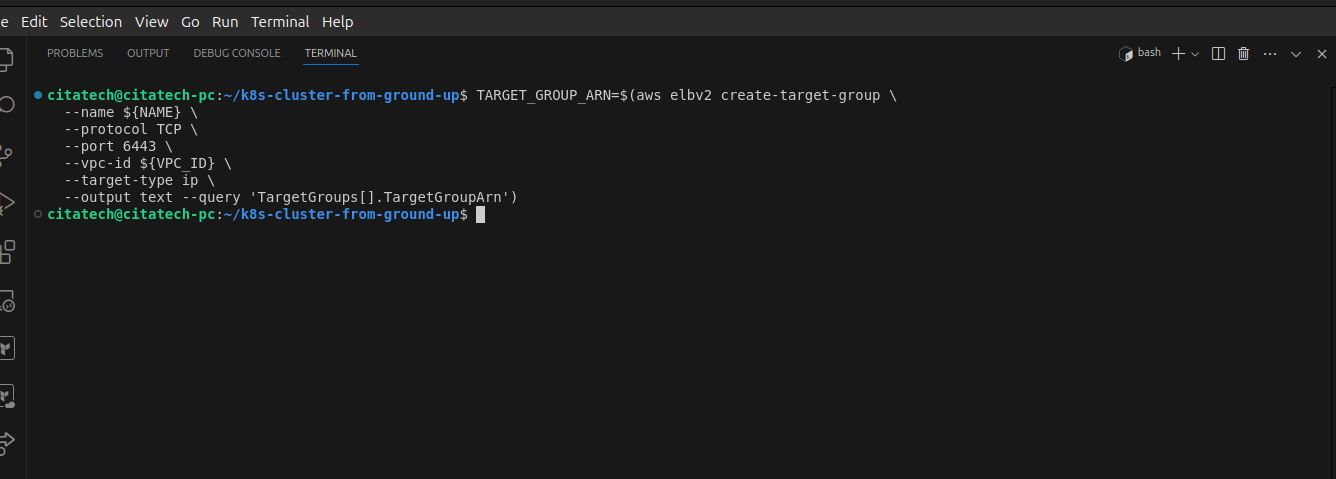 e Edit Selection View Go Run Terminal Help
PROBLEMS OUTPUT DEBUG CONSOLE TERMINAL bash
citatech@citatech-pc:~/k8s-cluster-from-ground-up$ TARGET_GROUP_ARN=$(aws elbv2 create-target-group \
--name ${NAME} \
--protocol TCP \
--port 6443 \
--vpc-id ${VPC_ID} \
--target-type ip \
--output text --query 'TargetGroups[].TargetGroupArn')
citatech@citatech-pc:~/k8s-cluster-from-ground-up$